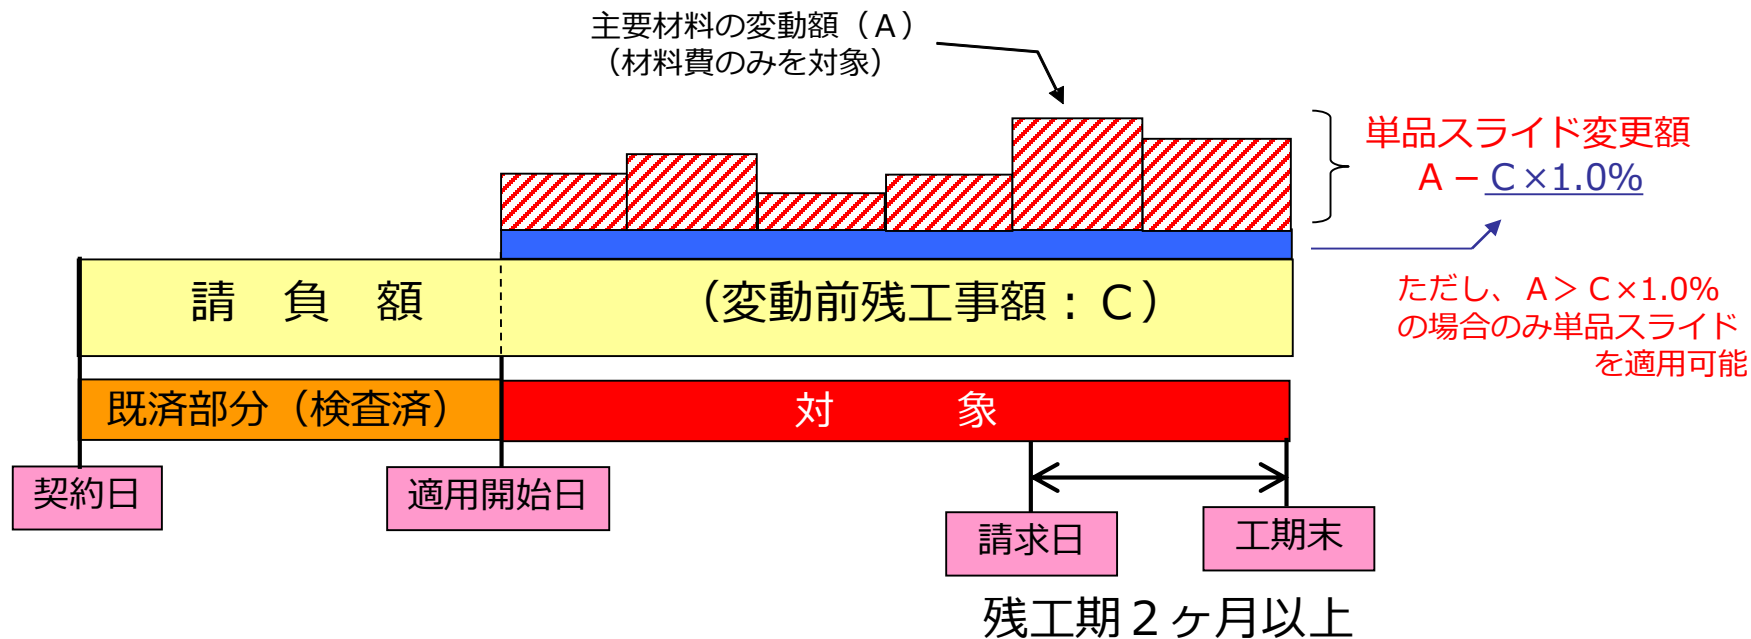 主要材料の変動額（Ａ）
（材料費のみを対象）
単品スライド変更額
Ａ－Ｃ×1.0%
請　負　額　（変動前残工事額：Ｃ）
ただし、Ａ＞Ｃ×1.0%
の場合のみ単品スライド
を適用可能
既済部分（検査済）
対　象
契約日
適用開始日
請求日
工期末
残工期２ヶ月以上